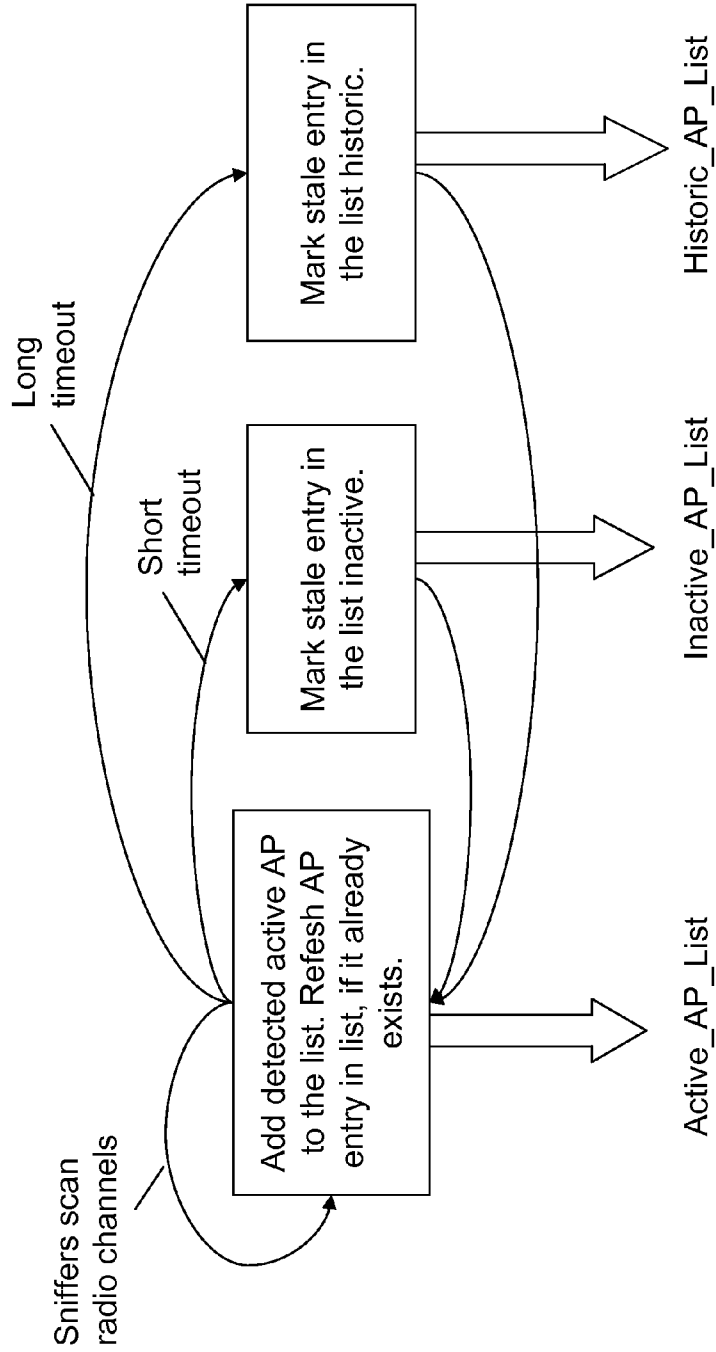 Sniffers scan
radio channels
Short
timeout
Long
timeout
Add detected active AP
to the list. Refesh AP
entry in list, if it already
exists.
Mark stale entry in
the list inactive.
Mark stale entry in
the list historic.
Active_AP_List
Inactive_AP_List
Historic_AP_List